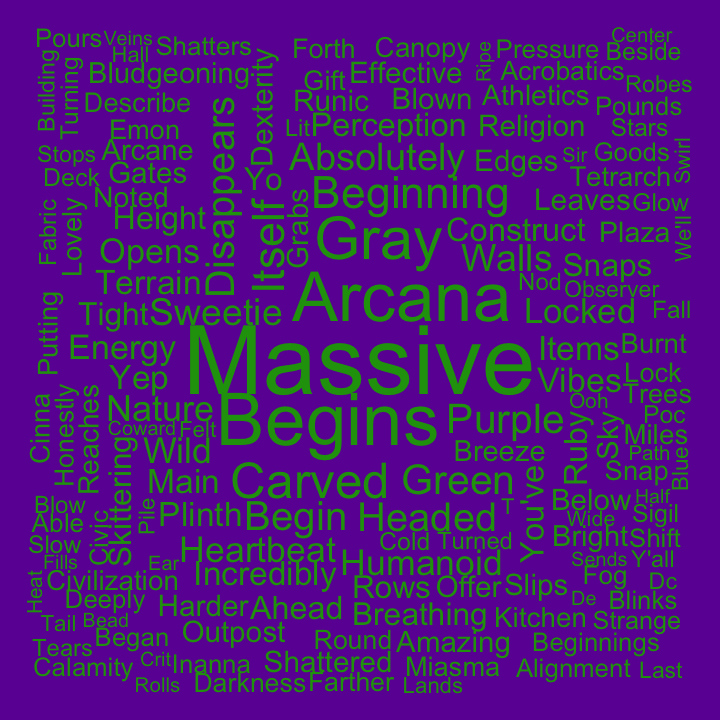 Pours
Veins
Hall
Shatters
Forth
Canopy
Pressure
Center
Beside
Building
Turning
Bludgeoning
Gift
Effective
Ripe
Acrobatics
Robes
Describe
Disappears
Dexterity
Runic
Blown
Athletics
Pounds
Emon
Lit
Perception
Religion
Stars
Stops
Arcane
Absolutely
Edges
Sir
Goods
Swirl
Deck
Gates
Yo
Tetrarch
Noted
Itself
Grabs
Beginning
Leaves
Glow
Fabric
Lovely
Height
Gray
Construct
Plaza
We'll
Opens
Walls
Snaps
Terrain
Arcana
Nod
Observer
Putting
Tight
Sweetie
Locked
Fall
Energy
Massive
Items
Burnt
Yep
Vibes
Lock
Trees
Cinna
Honestly
Reaches
Nature
Begins
Purple
Ruby
Ooh
Sky
Poc
Coward
Felt
Miles
Wild
Breeze
Path
Blue
Skittering
Main
Carved
Green
You've
Snap
Blow
Able
Civic
Pile
Plinth
Begin
Headed
T
Below
Half
Wide
Sigil
Slow
Ear
Heartbeat
Cold
Turned
Bright
Shift
Fills
Humanoid
Sends
Y'all
Heat
Civilization
Incredibly
Rows
Offer
Slips
Fog
Dc
Deeply
Harder
Ahead
Breathing
Kitchen
De
Blinks
Tail
Bead
Strange
Tears
Began
Outpost
Round
Amazing
Beginnings
Calamity
Crit
Inanna
Shattered
Miasma
Alignment
Last
Rolls
Darkness
Farther
Lands